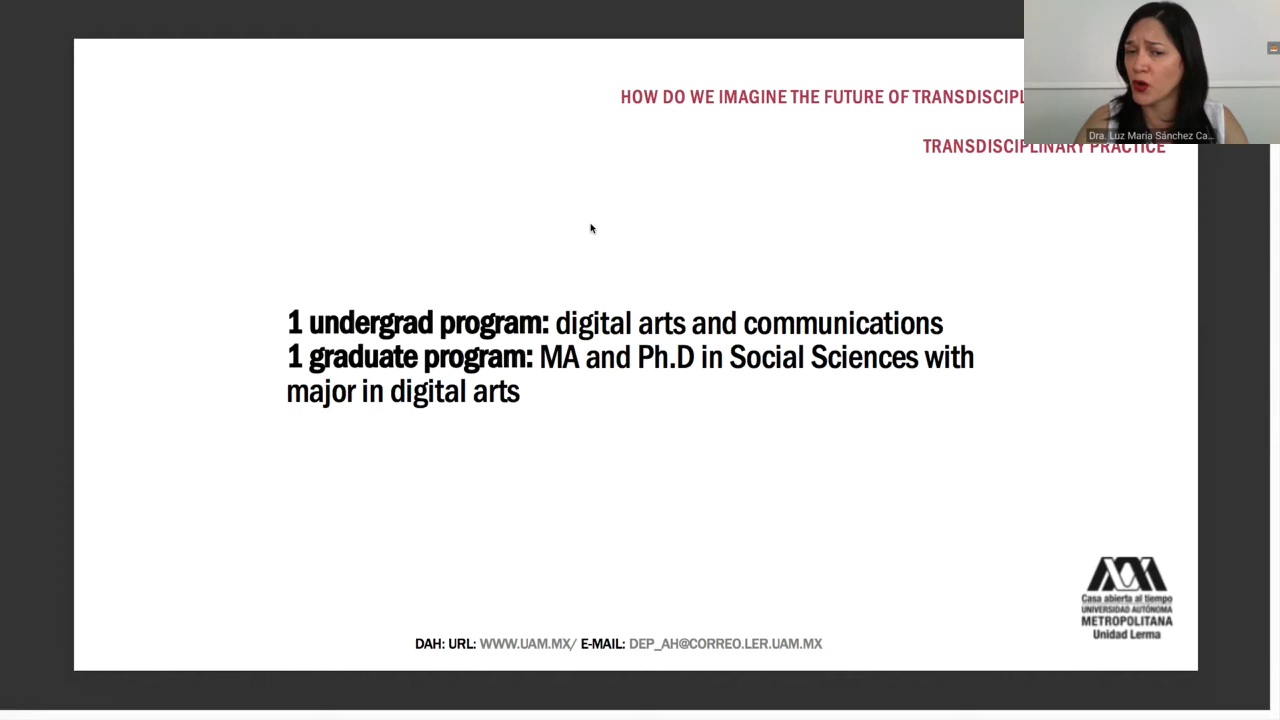 HOW DO WE IMAGINE THE FUTURE OF
TRANSDISCIPLINARY PRACTICE
Dra. Luz Maria Sánchez Ca...
1 undergrad program: digital arts and communications
1 graduate program: MA and Ph.D in Social Sciences with
major in digital arts
Casa abierta al tiempo
UNIVERSIDAD AUTÓNOMA
METROPOLITANA
Unidad Lerma
DAH: URL: WWW.UAM.MX/ E-MAIL: DEP_AH@CORREO.LER.UAM.MX